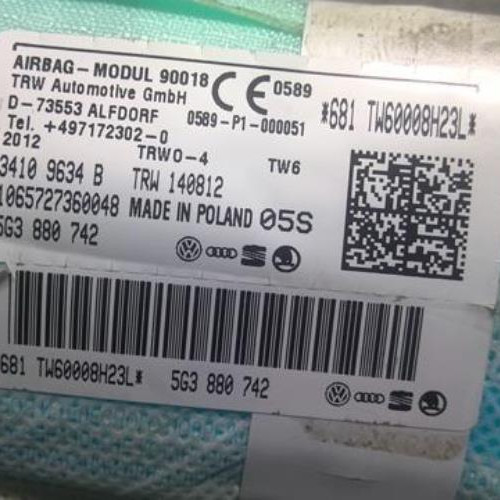 AIRBAG-MODUL 90018 CE 0589
TRW Automotive GmbH 0589-P1-000051
D-73553 ALFDORF
Tel. +497172302-0
2012 TRWO-4 TW6
3410 9634 B TRW 140812
1065727360048 MADE IN POLAND 05S
5G3 880 742
*681 TW60008H23L*
681 TW60008H23L* 5G3 880 742